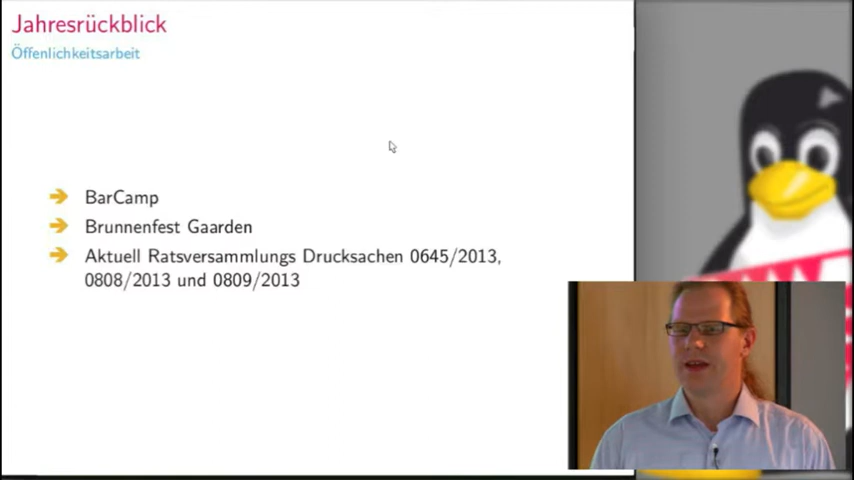 Jahresrückblick
Öffenlichkeitsarbeit
BarCamp
Brunnenfest Gaarden
Aktuell Ratsversammlungs Drucksachen 0645/2013,
0808/2013 und 0809/2013